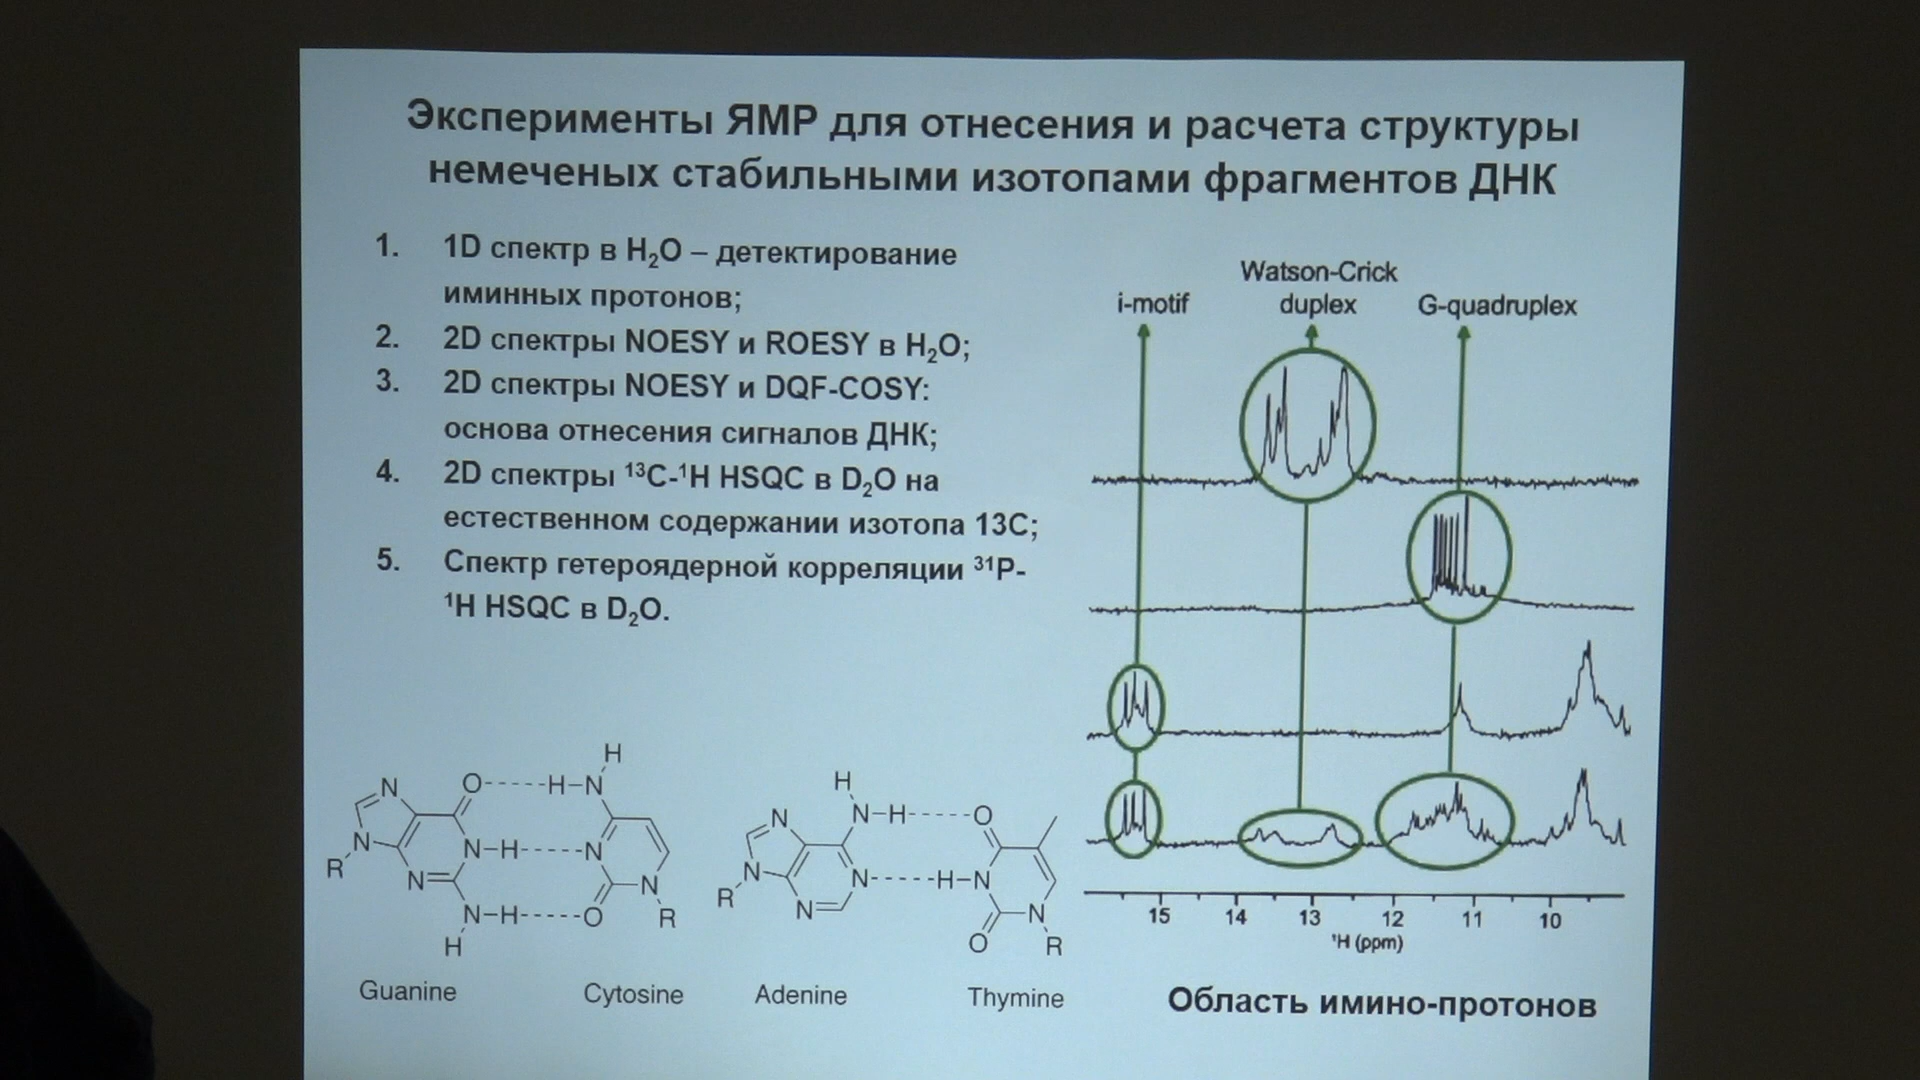 Эксперименты ЯМР для отнесения и расчета структуры
немеченых стабильными изотопами фрагментов ДНК
1. 1D спектр в H₂O – детектирование
иминных протонов;
2. 2D спектры NOESY и ROESY в H₂O;
3. 2D спектры NOESY и DQF-COSY:
основа отнесения сигналов ДНК;
4. 2D спектры ¹³C-¹H HSQC в D₂O на
естественном содержании изотопа 13C;
5. Спектр гетероядерной корреляции ³¹P-
¹H HSQC в D₂O.
i-motif
Watson-Crick
duplex
G-quadruplex
15 14 13 12 11 10
¹H (ppm)
Область имино-протонов
H
N O H N
N N H N
R N N
N H O R
H
Guanine
Cytosine
H
N N H O
N N H N
R N O N
R
Adenine
Thymine